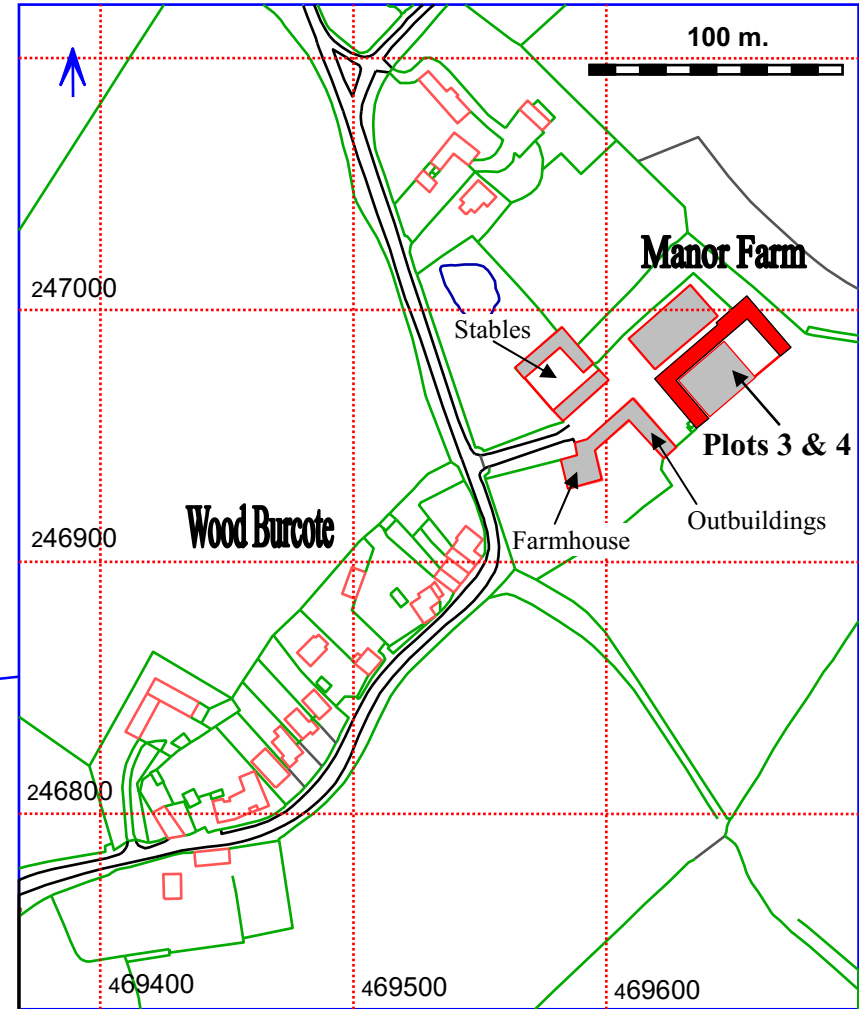 100 m.
Manor Farm
247000
Stables
Plots 3 & 4
Wood Burcote
Outbuildings
246900
Farmhouse
246800
469400
469500
469600